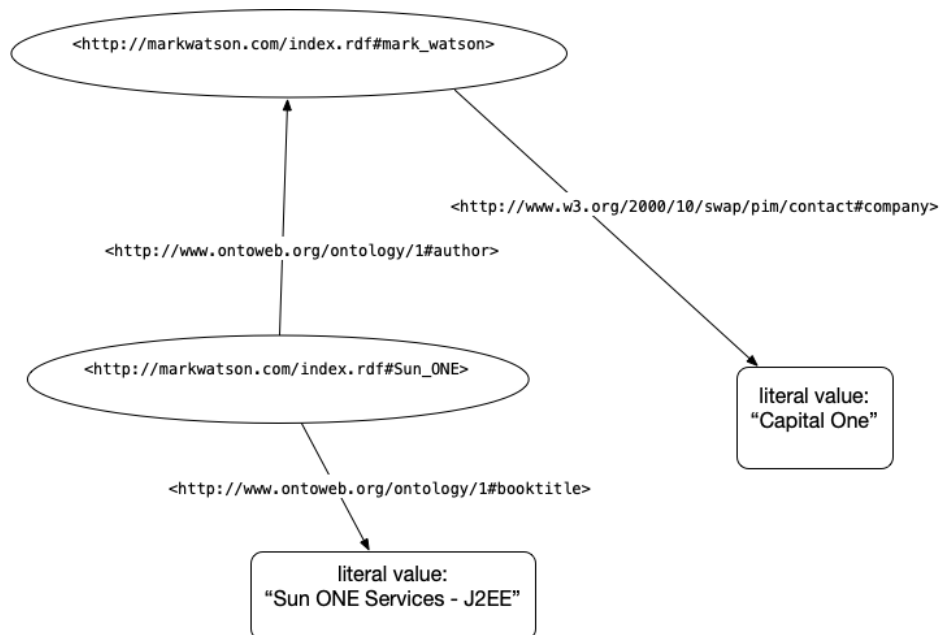 <http://markwatson.com/index.rdf#mark_watson>
<http://www.w3.org/2000/10/swap/pim/contact#company>
<http://www.ontoweb.org/ontology/1#author>
<http://markwatson.com/index.rdf#Sun_ONE>
literal value:
“Capital One”
<http://www.ontoweb.org/ontology/1#booktitle>
literal value:
“Sun ONE Services - J2EE”